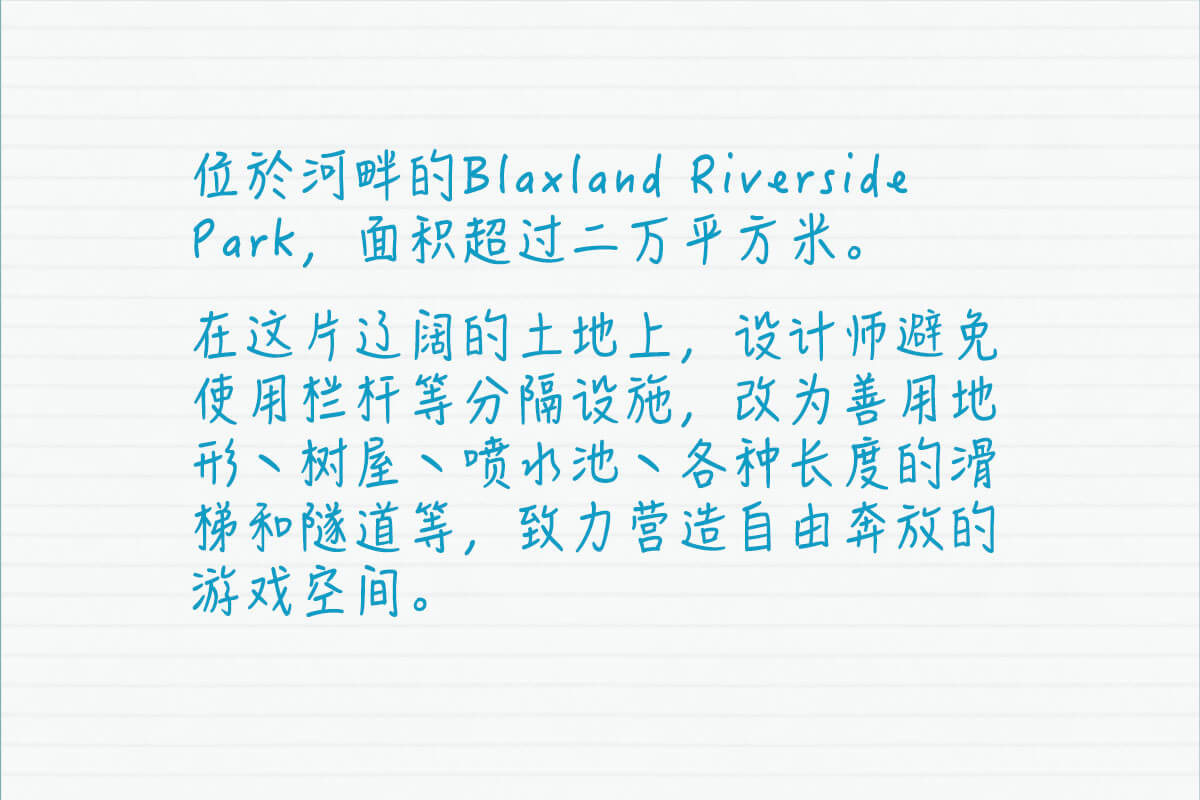 位於河畔的Blaxland Riverside
Park，面积超过二万平方米。
在这片辽阔的土地上，设计师避免
使用栏杆等分隔设施，改为善用地
形、树屋、喷水池、各种长度的滑
梯和隧道等，致力营造自由奔放的
游戏空间。